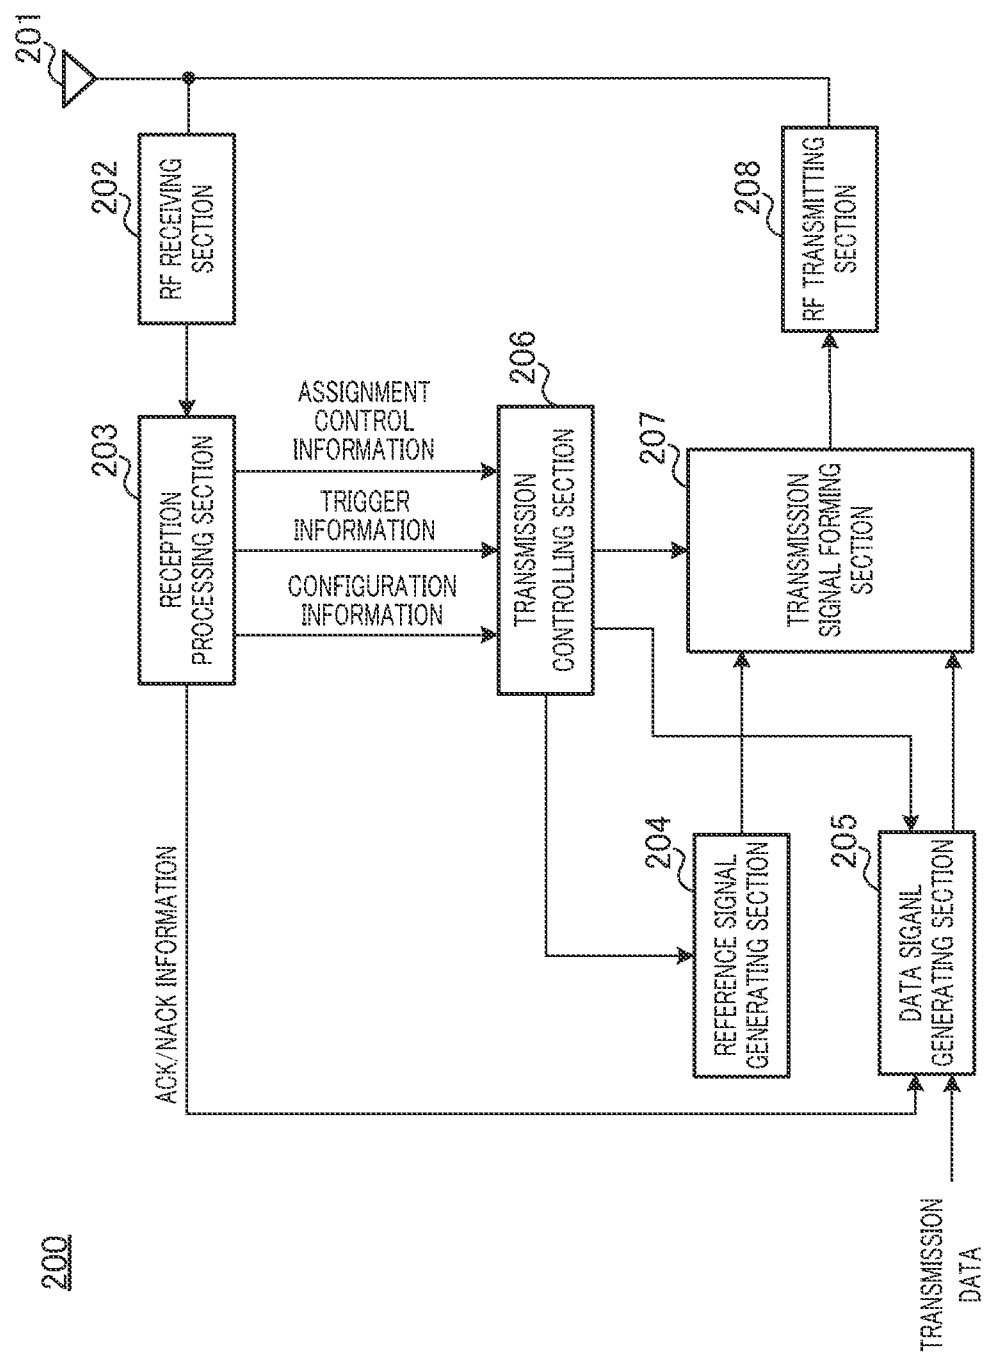 200
201
202
RF RECEIVING
SECTION
203
RECEPTION
PROCESSING SECTION
ACK/NACK INFORMATION
ASSIGNMENT
CONTROL
INFORMATION
TRIGGER
INFORMATION
CONFIGURATION
INFORMATION
206
TRANSMISSION
CONTROLLING SECTION
204
REFERENCE SIGNAL
GENERATING SECTION
207
TRANSMISSION
SIGNAL FORMING
SECTION
208
RF TRANSMITTING
SECTION
205
DATA SIGANL
GENERATING SECTION
TRANSMISSION
DATA